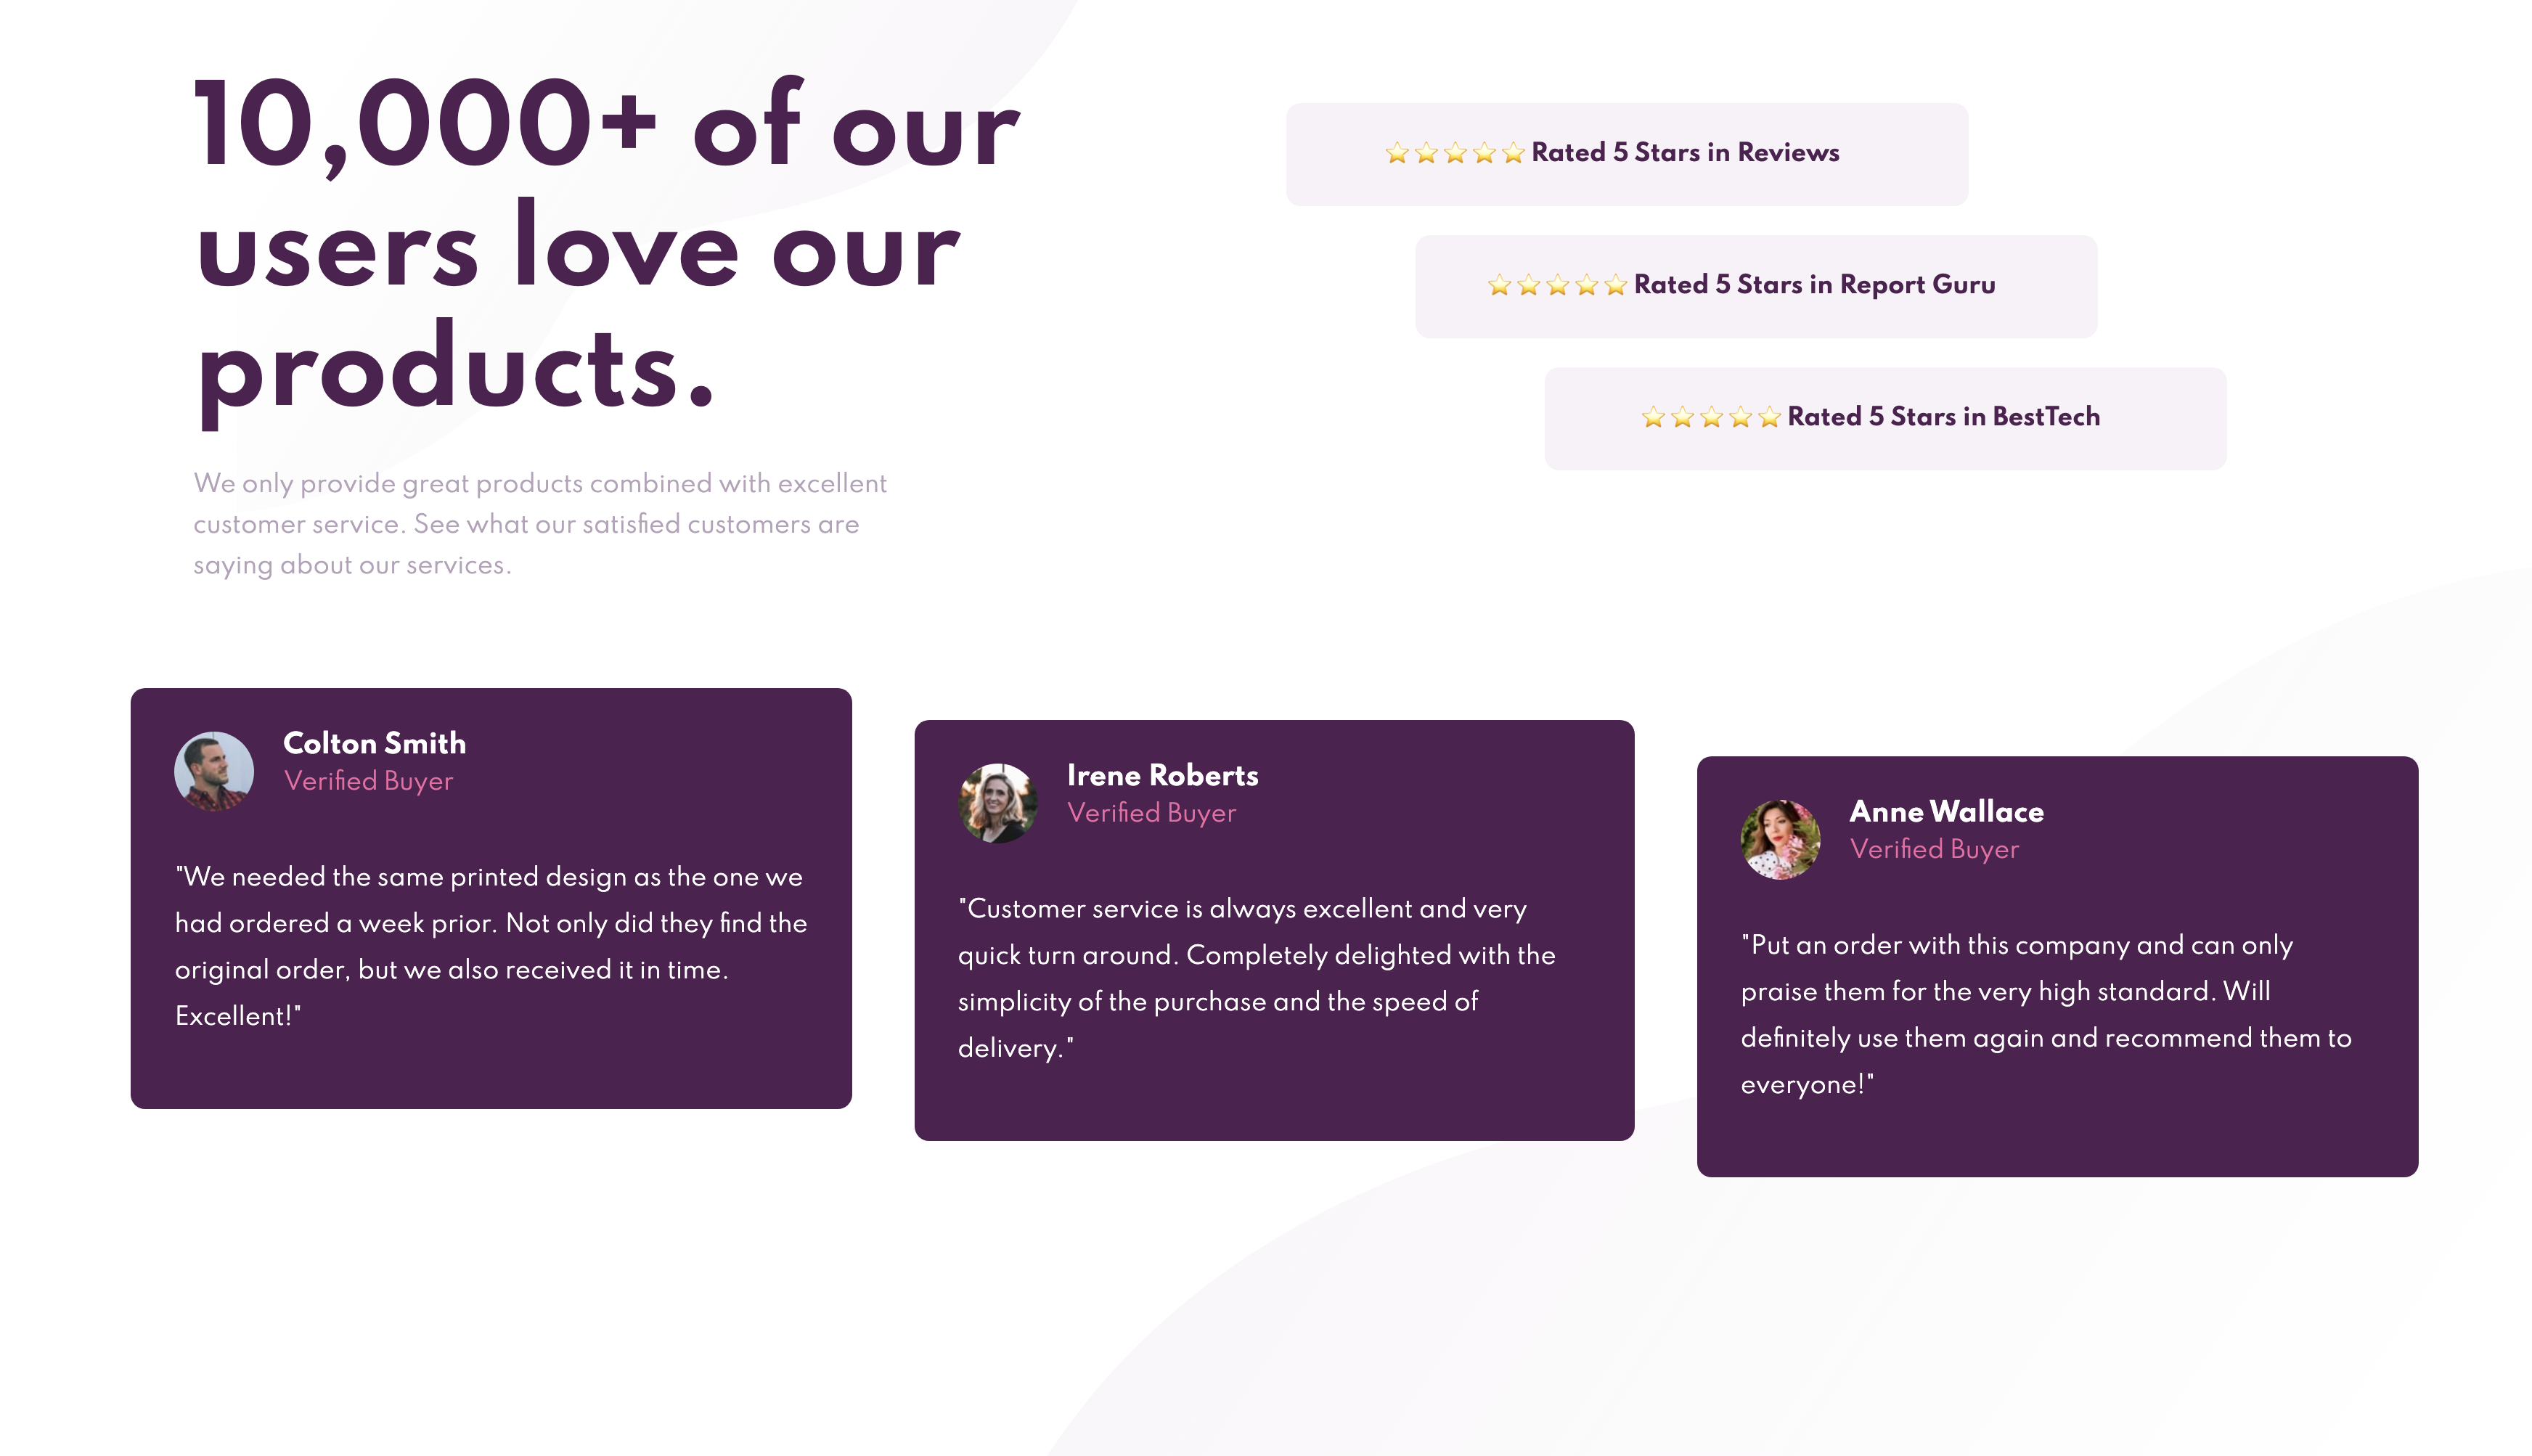 10,000+ of our
users love our
products.
We only provide great products combined with excellent
customer service. See what our satisfied customers are
saying about our services.
⭐⭐⭐⭐⭐ Rated 5 Stars in Reviews
⭐⭐⭐⭐⭐ Rated 5 Stars in Report Guru
⭐⭐⭐⭐⭐ Rated 5 Stars in BestTech
Colton Smith
Verified Buyer
"We needed the same printed design as the one we
had ordered a week prior. Not only did they find the
original order, but we also received it in time.
Excellent!"
Irene Roberts
Verified Buyer
"Customer service is always excellent and very
quick turn around. Completely delighted with the
simplicity of the purchase and the speed of
delivery."
Anne Wallace
Verified Buyer
"Put an order with this company and can only
praise them for the very high standard. Will
definitely use them again and recommend them to
everyone!"